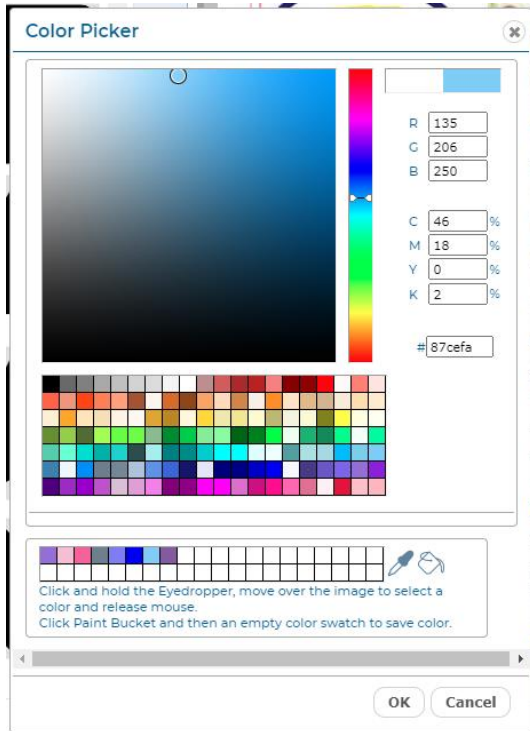 Color Picker
R 135
G 206
B 250
C 46 %
M 18 %
Y 0 %
K 2 %
# 87cefa
Click and hold the Eyedropper, move over the image to select a
color and release mouse.
Click Paint Bucket and then an empty color swatch to save color.
OK Cancel